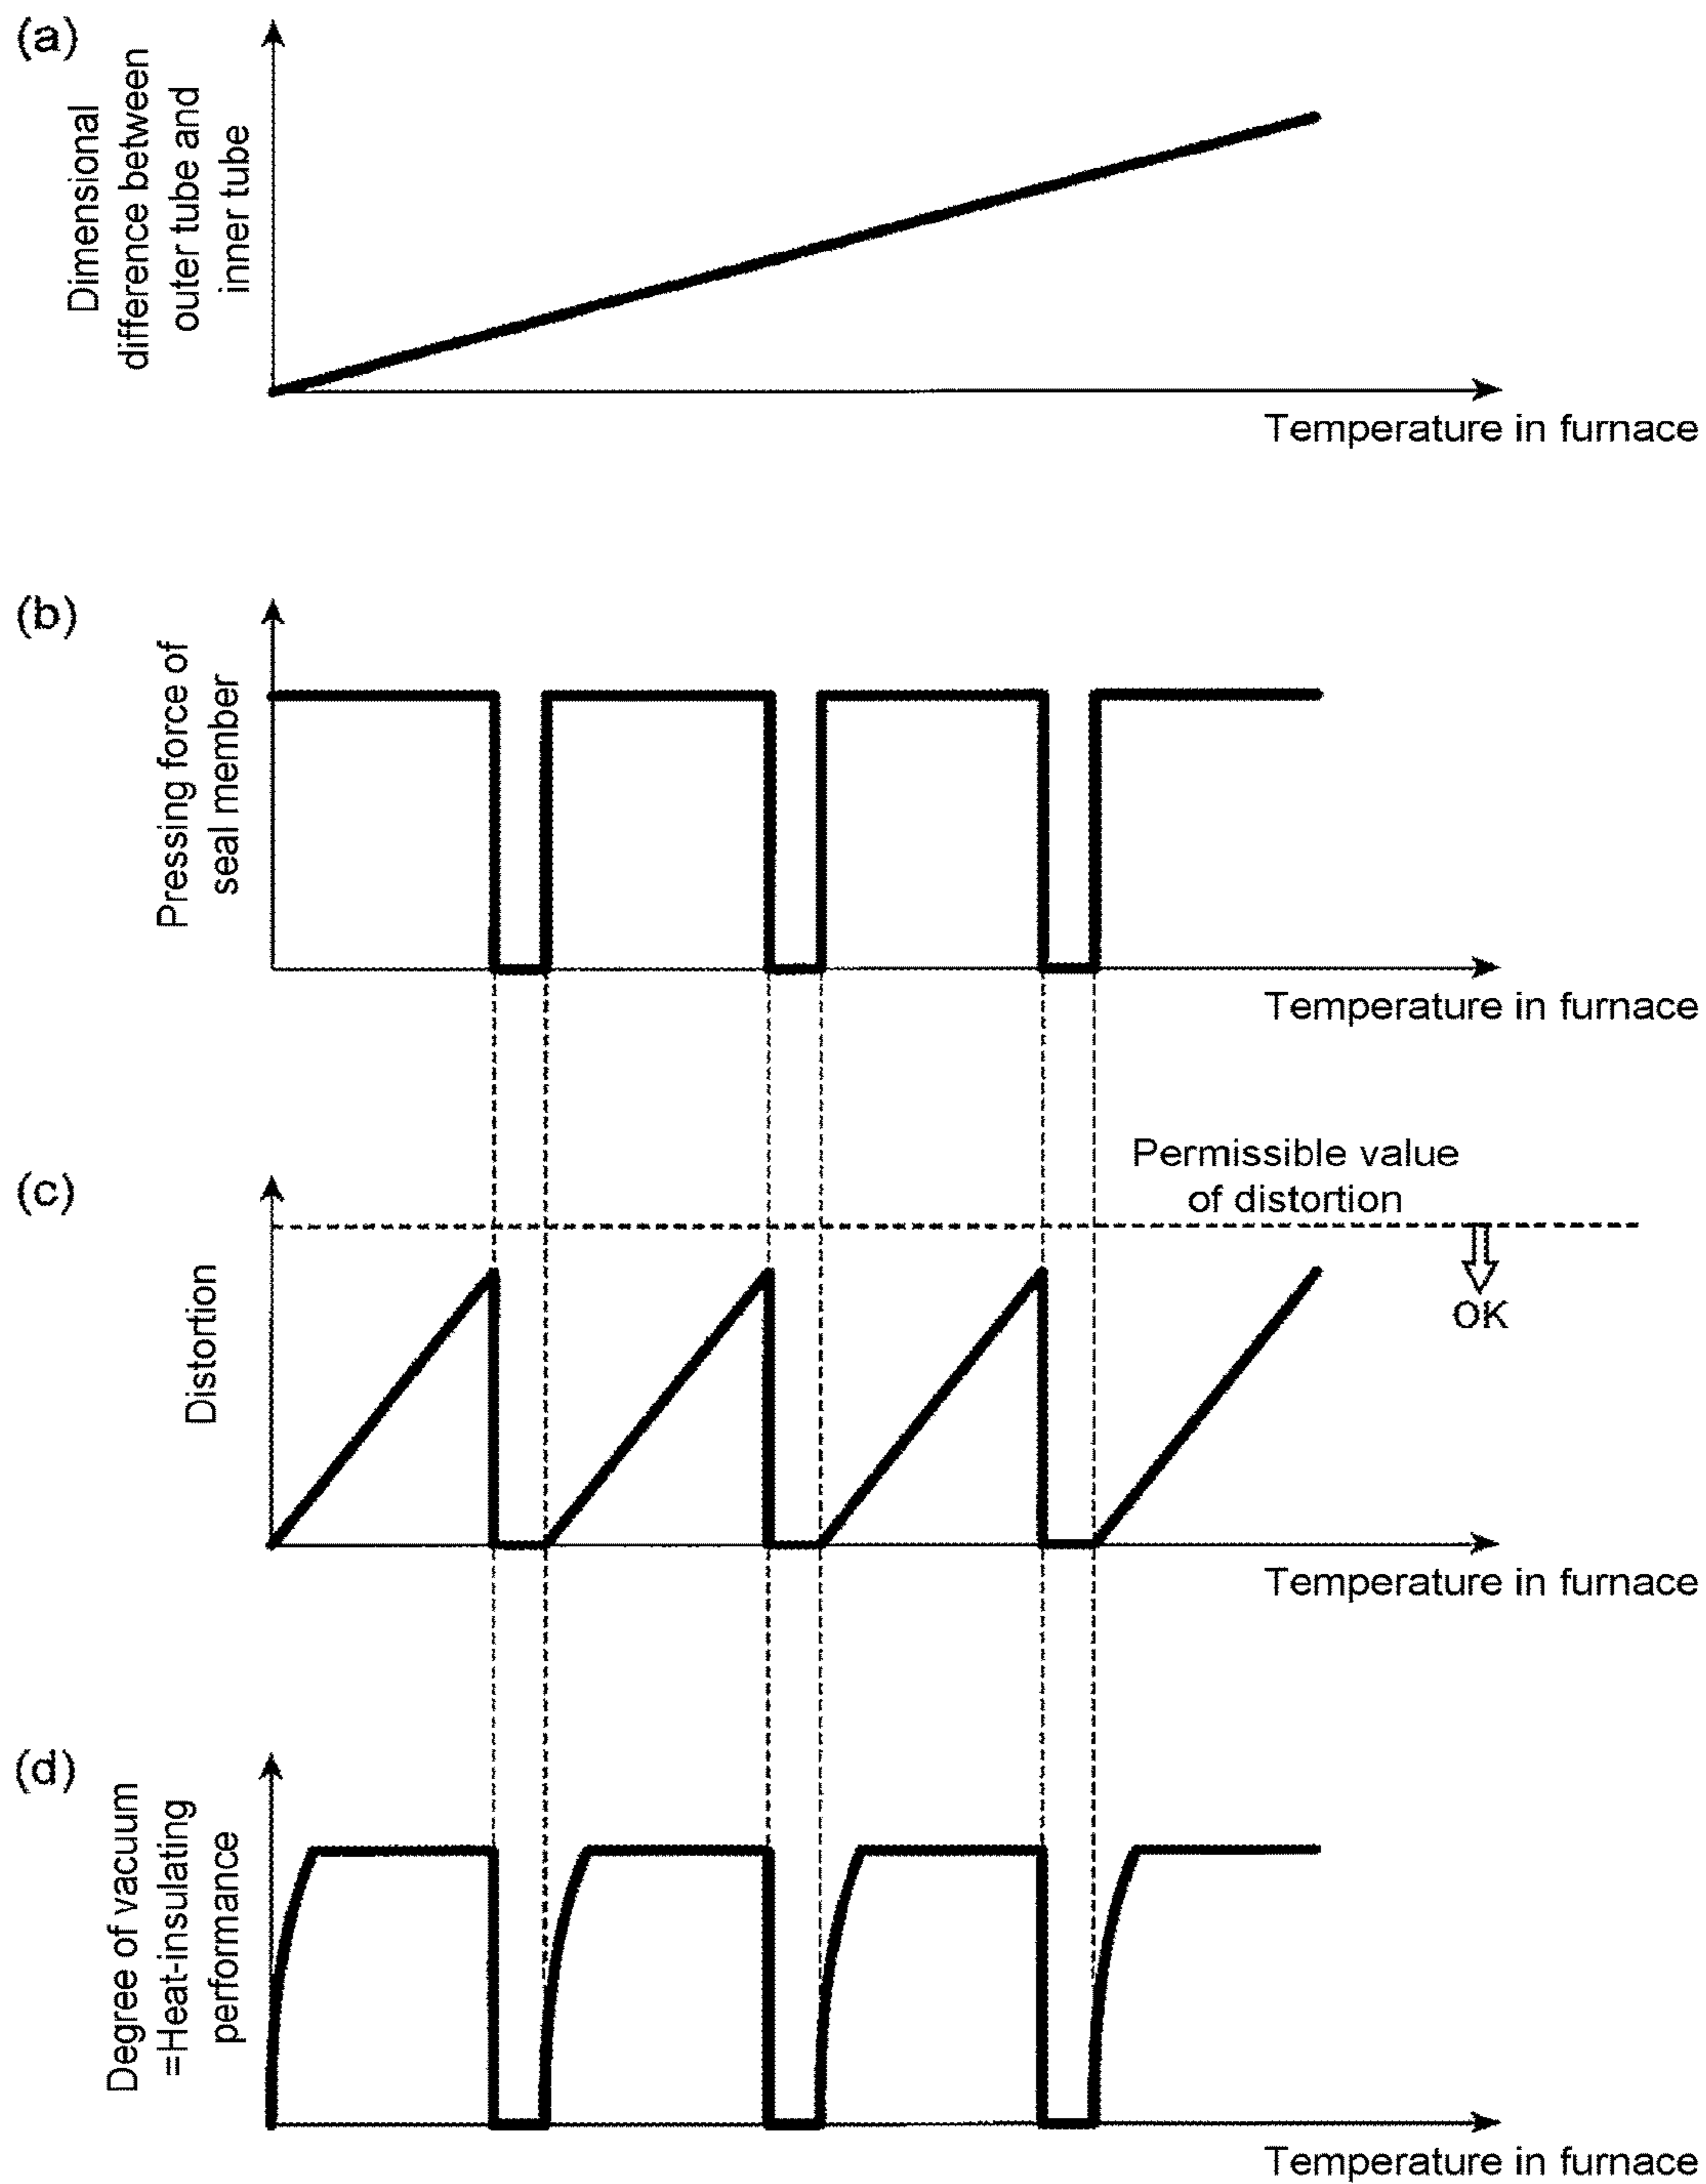 (a)
Dimensional
difference between
outer tube and
inner tube
Temperature in furnace
(b)
Pressing force of
seal member
Temperature in furnace
(c)
Permissible value
of distortion
OK
Distortion
Temperature in furnace
(d)
Degree of vacuum
=Heat-insulating
performance
Temperature in furnace